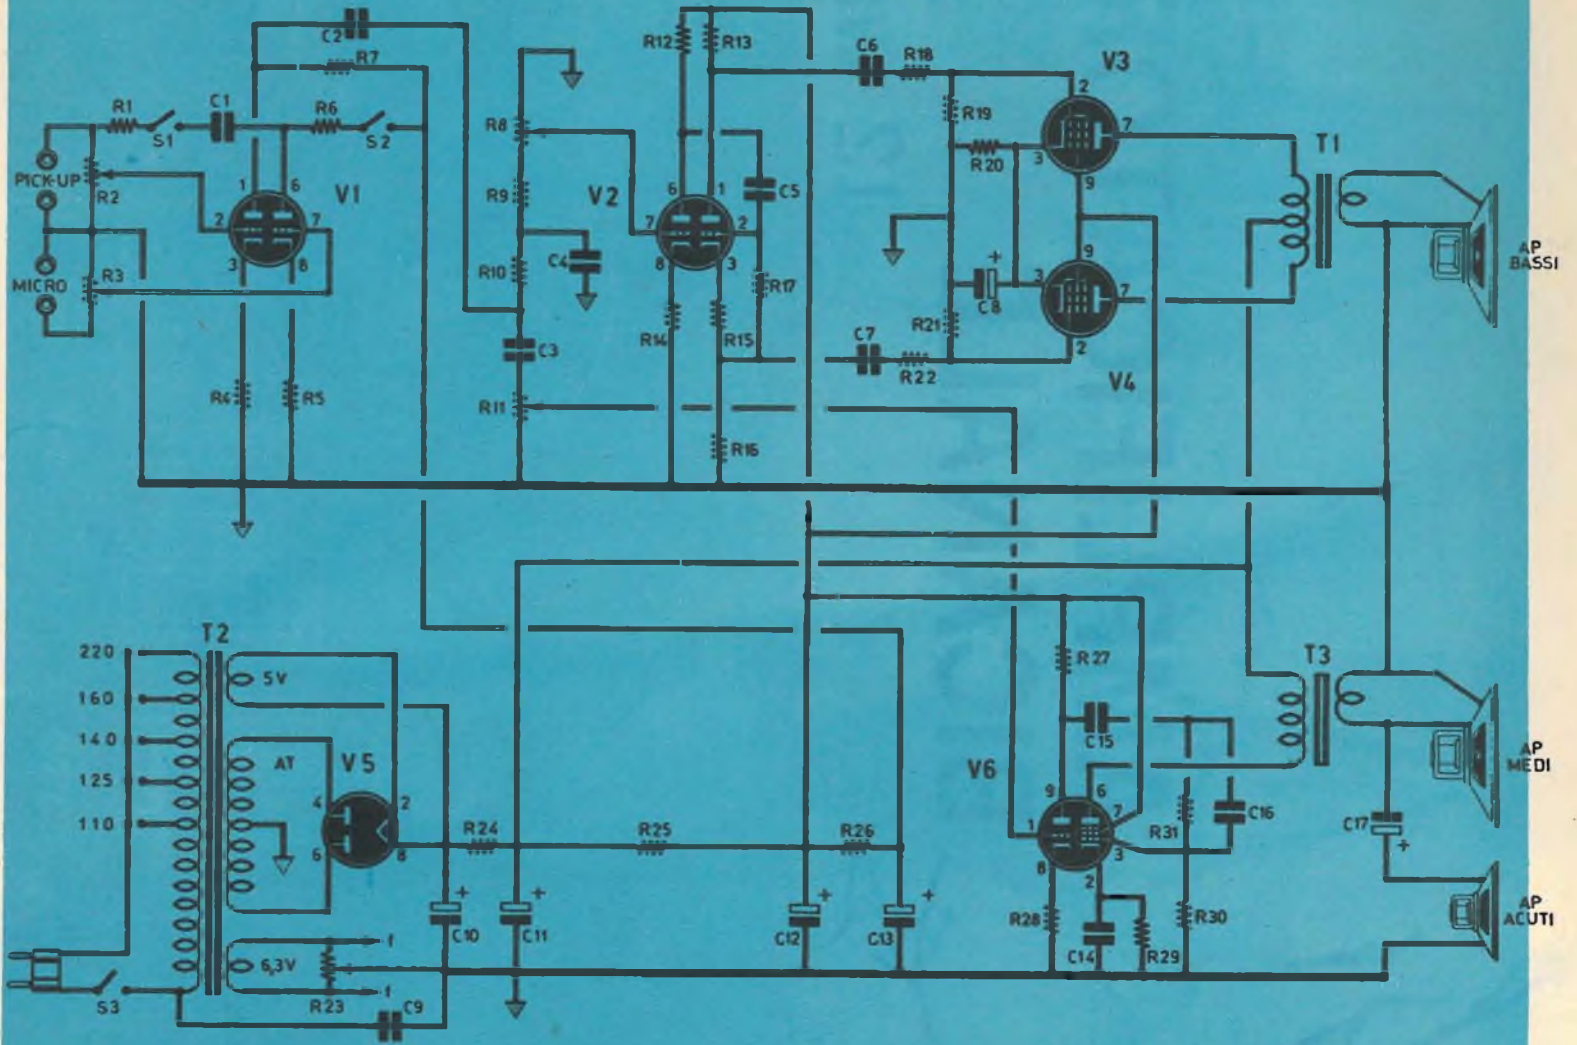 C2
R7
R1
S1
C1
R6
S2
PICK-UP
R2
1
6
V1
2
7
3
8
MICRO
R3
R4
R5
R8
R9
R10
C4
C3
R11
R12
R13
V2
6
1
7
2
8
3
C5
R17
R14
R15
R16
C6
R18
R19
R20
V3
2
7
3
9
C8
+
R21
9
3
7
2
C7
R22
V4
T1
AP
BASSI
T2
220
160
140
125
110
5V
AT
6,3V
V5
4
2
6
8
f
f
R23
S3
C9
R24
R25
R26
+
C10
+
C11
+
C12
+
C13
R27
C15
V6
9
6
7
1
3
8
2
R31
C16
R28
C14
R29
R30
T3
AP
MEDI
C17
+
AP
ACUTI